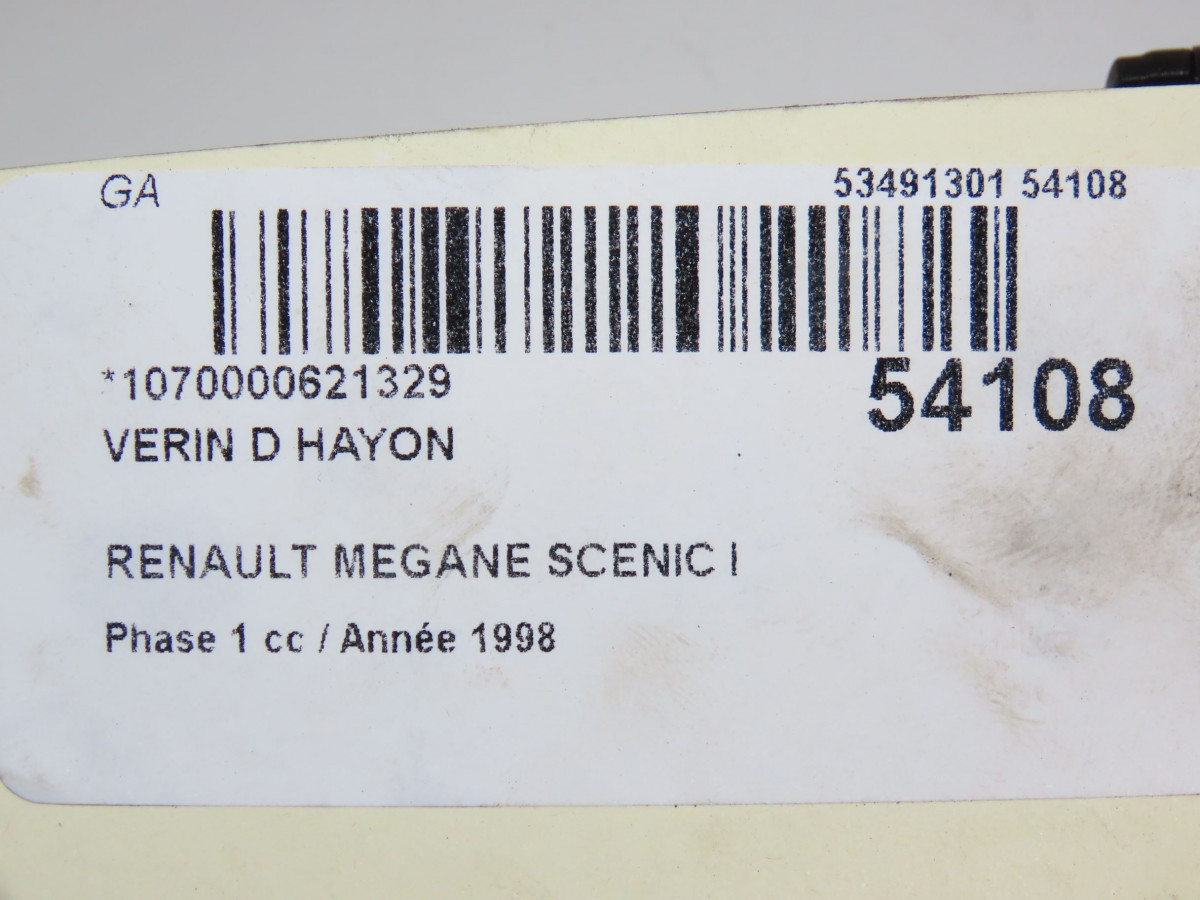 GA
53491301 54108
*1070000621329
54108
VERIN D HAYON
RENAULT MEGANE SCENIC I
Phase 1 cc / Année 1998